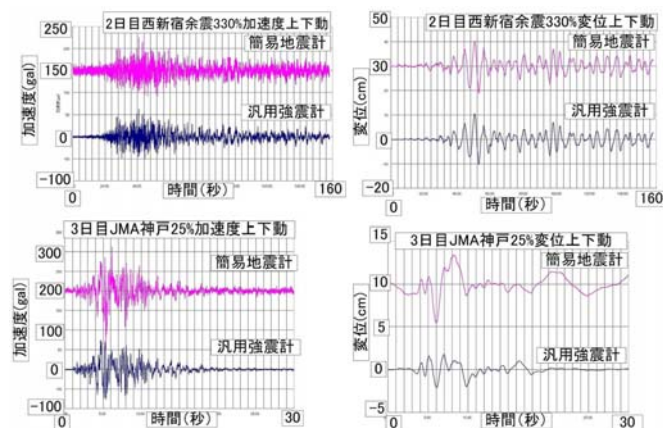 2日目西新宿余震330%加速度上下動
250
簡易地震計
150
加速度(gal)
汎用強震計
0
-100
0
時間(秒)
160
2日目西新宿余震330%変位上下動
50
簡易地震計
30
変位(cm)
汎用強震計
0
-20
0
時間(秒)
160
3日目JMA神戸25%加速度上下動
300
簡易地震計
200
加速度(gal)
100
汎用強震計
0
-100
0
時間(秒)
30
15
3日目JMA神戸25%変位上下動
簡易地震計
10
変位(cm)
5
汎用強震計
0
-5
0
時間(秒)
30